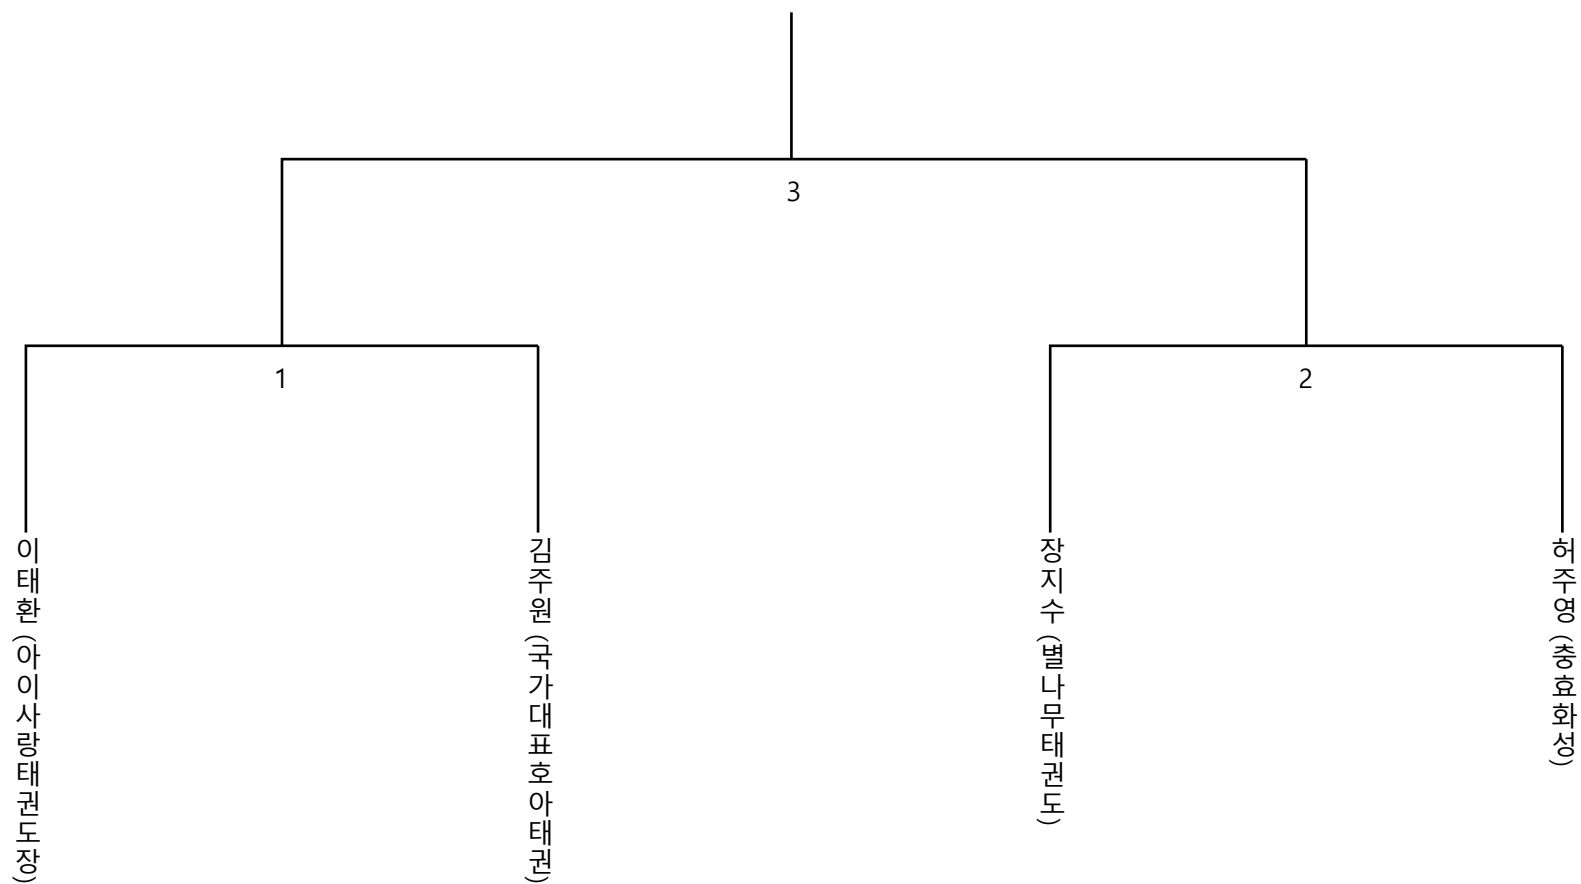 3
1
2
이태환 (아이사랑태권도장)
김주원 (국가대표호아태권)
장지수 (별나무태권도)
허주영 (충효화성)